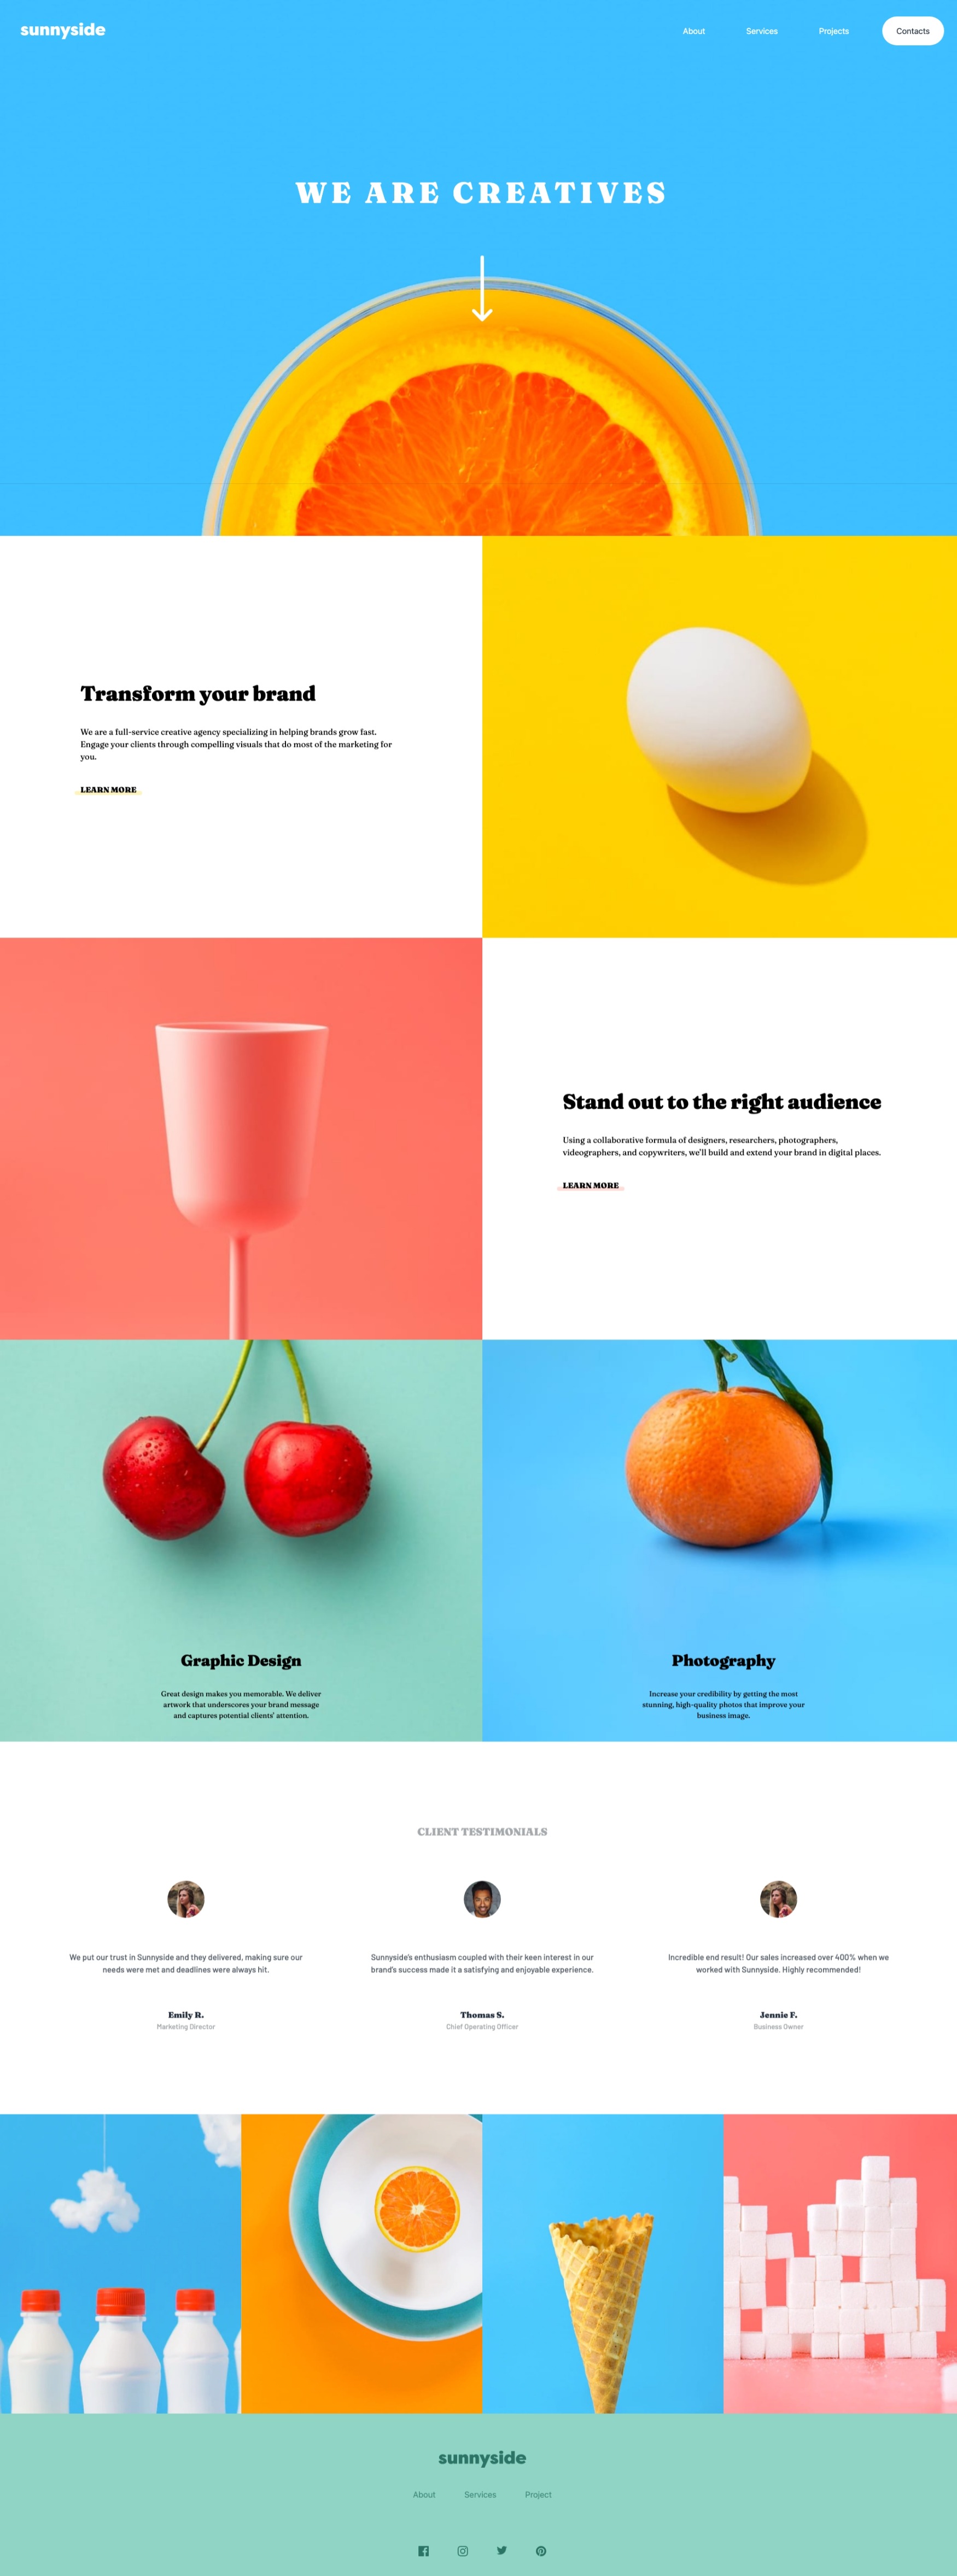 sunnyside
About Services Projects Contacts
WE ARE CREATIVES
Transform your brand
We are a full-service creative agency specializing in helping brands grow fast.
Engage your clients through compelling visuals that do most of the marketing for
you.
LEARN MORE
Stand out to the right audience
Using a collaborative formula of designers, researchers, photographers,
videographers, and copywriters, we'll build and extend your brand in digital places.
LEARN MORE
Graphic Design
Great design makes you memorable. We deliver
artwork that underscores your brand message
and captures potential clients' attention.
Photography
Increase your credibility by getting the most
stunning, high-quality photos that improve your
business image.
CLIENT TESTIMONIALS
We put our trust in Sunnyside and they delivered, making sure our
needs were met and deadlines were always hit.
Emily R.
Marketing Director
Sunnyside's enthusiasm coupled with their keen interest in our
brand's success made it a satisfying and enjoyable experience.
Thomas S.
Chief Operating Officer
Incredible end result! Our sales increased over 400% when we
worked with Sunnyside. Highly recommended!
Jennie F.
Business Owner
sunnyside
About Services Project